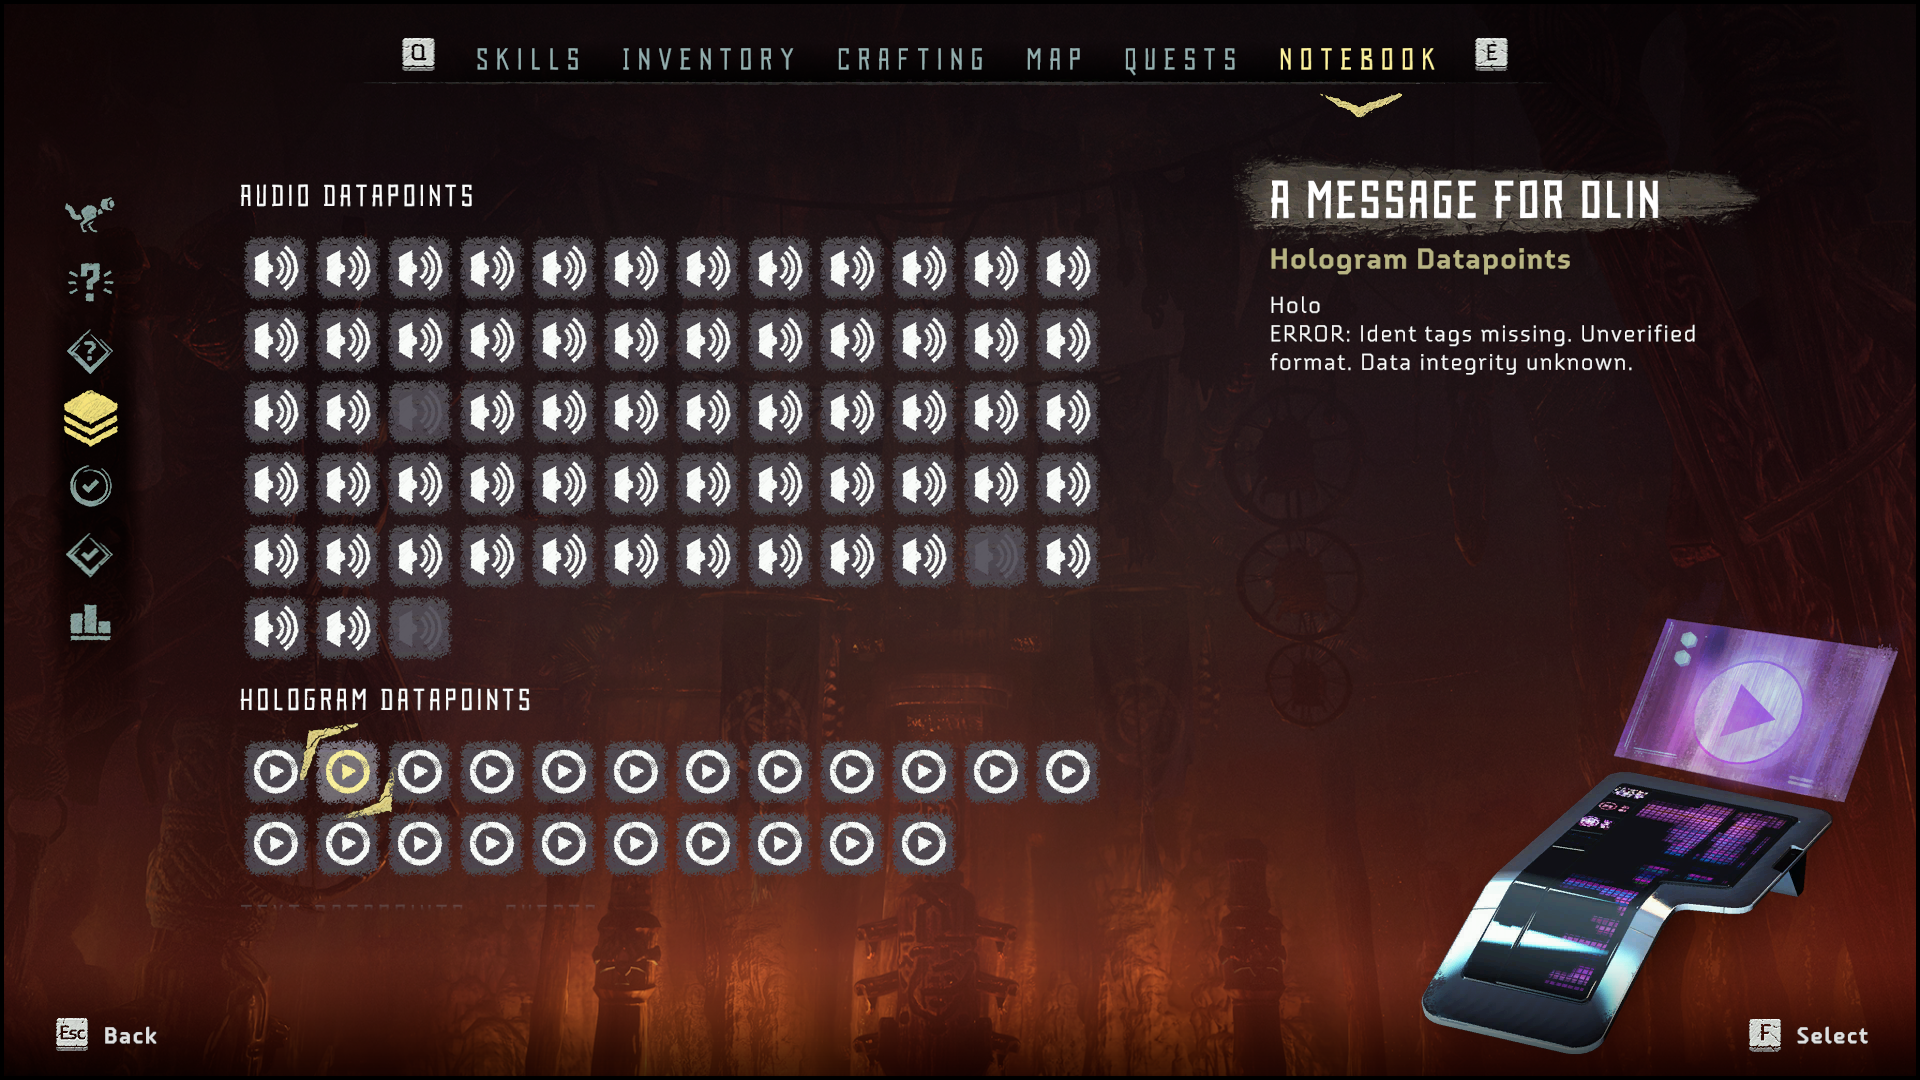 Q SKILLS INVENTORY CRAFTING MAP QUESTS NOTEBOOK E
AUDIO DATAPOINTS
A MESSAGE FOR OLIN
Hologram Datapoints
Holo
ERROR: Ident tags missing. Unverified
format. Data integrity unknown.
HOLOGRAM DATAPOINTS
Esc Back
F Select